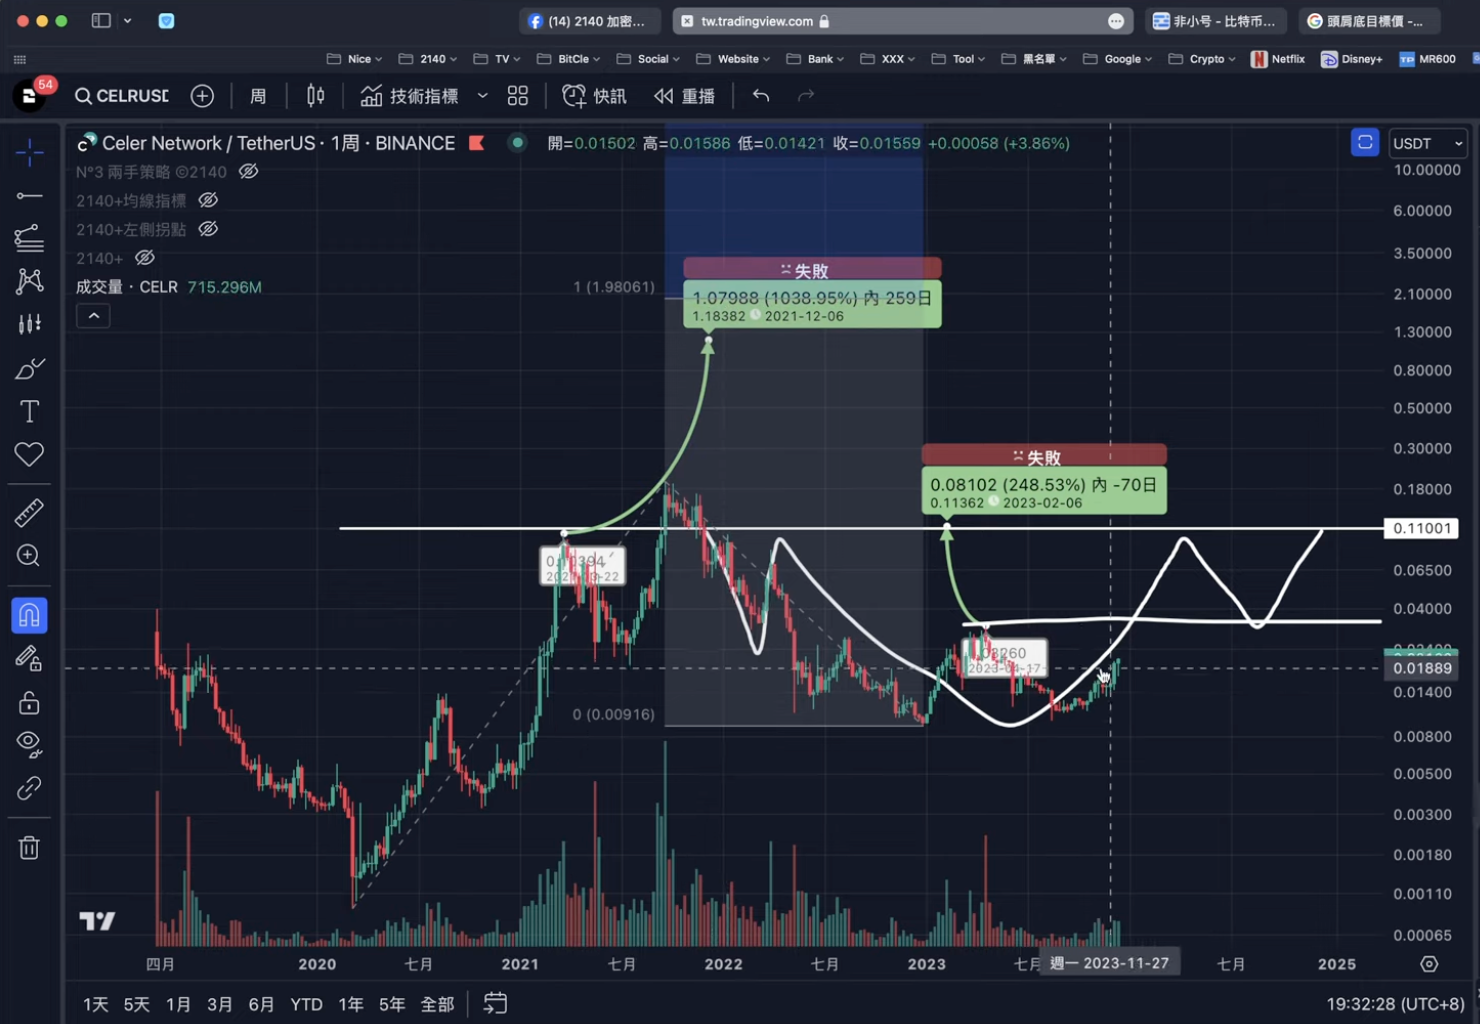 (14) 2140 加密...
tw.tradingview.com
非小号 - 比特币...
頭肩底目標價 -...
Nice
2140
TV
BitCle
Social
Website
Bank
XXX
Tool
黑名單
Google
Crypto
Netflix
Disney+
TP MR600
54
CELRUSD
周
技術指標
快訊
重播
Celer Network / TetherUS · 1周 · BINANCE
開=0.01502 高=0.01586 低=0.01421 收=0.01559 +0.00058 (+3.86%)
USDT
N°3 兩手策略 ©2140
2140+均線指標
2140+左側拐點
2140+
成交量 · CELR 715.296M
1 (1.98061)
失敗
1.07988 (1038.95%) 內 259日
1.18382 2021-12-06
失敗
0.08102 (248.53%) 內 -70日
0.11362 2023-02-06
0.10394
2021-03-22
0.03260
2023-04-17
0 (0.00916)
10.00000
6.00000
3.50000
2.10000
1.30000
0.80000
0.50000
0.30000
0.18000
0.11001
0.06500
0.04000
0.01889
0.01400
0.00800
0.00500
0.00300
0.00180
0.00110
0.00065
四月
2020
七月
2021
七月
2022
七月
2023
七月
週一 2023-11-27
七月
2025
1天
5天
1月
3月
6月
YTD
1年
5年
全部
19:32:28 (UTC+8)